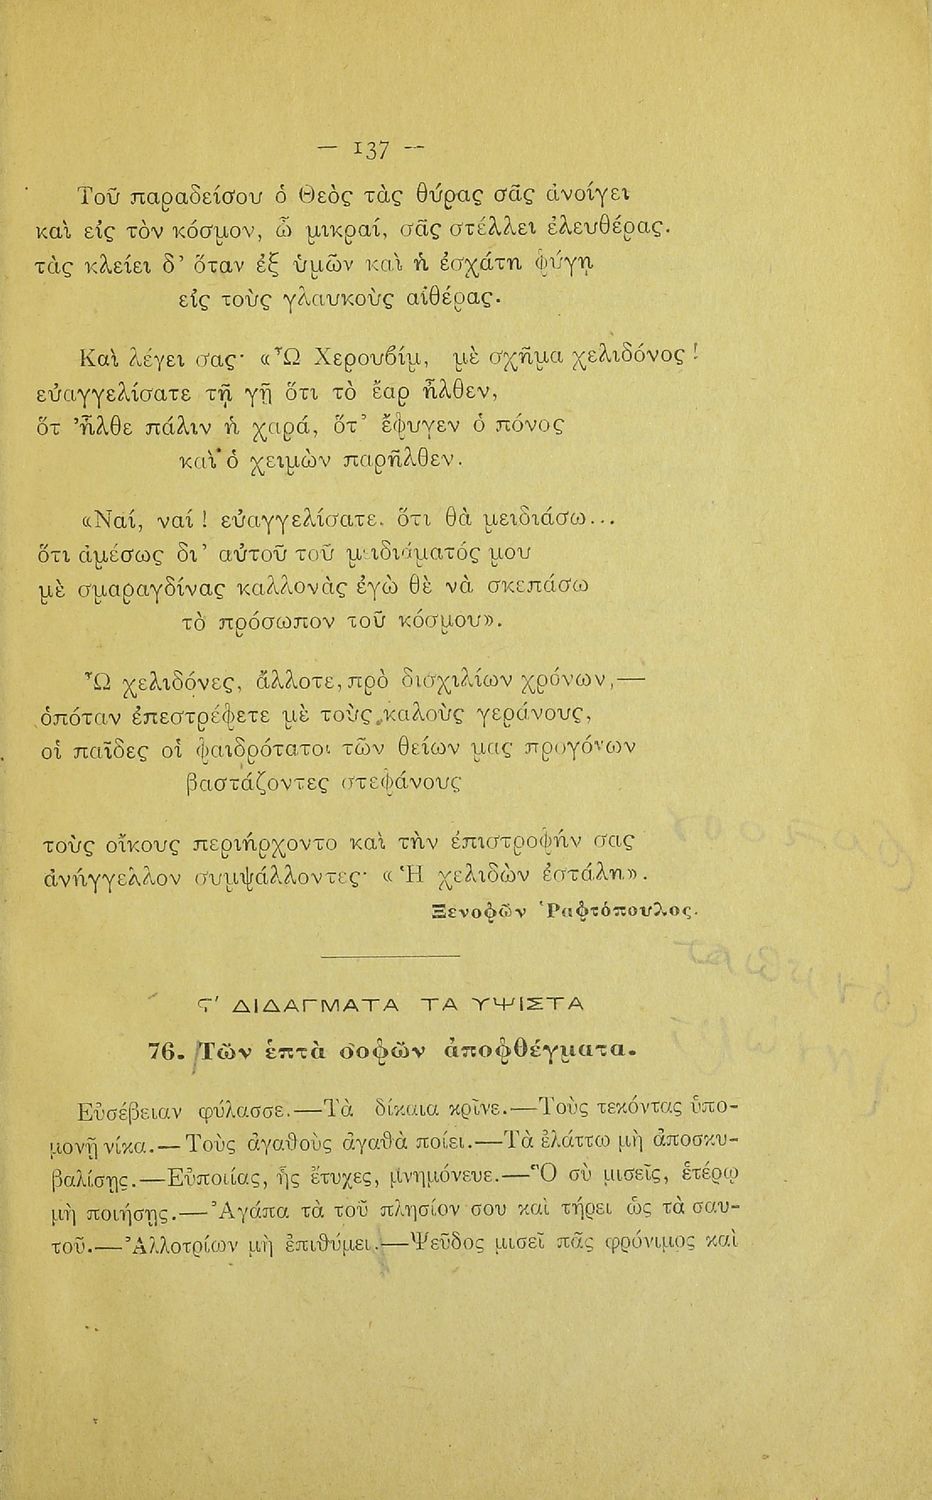 — 137 —
Τοῦ παραδείσου ὁ Θεὸς τὰς θύρας σᾶς ἀνοίγει
καὶ εἰς τὸν κόσμον, ὦ μικραί, σᾶς στέλλει ἐλευθέρας.
τὰς κλείει δ' ὅταν ἐξ ὑμῶν καὶ ἡ ἐσχάτη φύγῃ
εἰς τοὺς γλαυκοὺς αἰθέρας.
Καὶ λέγει σας· «Ὦ Χερουβίμ, μὲ σχῆμα χελιδόνος!
εὐαγγελίσατε τῇ γῇ ὅτι τὸ ἔαρ ἦλθεν,
ὅτ 'ἦλθε πάλιν ἡ χαρά, ὅτ' ἔφυγεν ὁ πόνος
καὶ ὁ χειμὼν παρῆλθεν.
«Ναί, ναί! εὐαγγελίσατε. ὅτι θὰ μειδιάσω...
ὅτι ἀμέσως δι' αὐτοῦ τοῦ μειδιάματός μου
μὲ σμαραγδίνας καλλονὰς ἐγὼ θὲ νὰ σκεπάσω
τὸ πρόσωπον τοῦ κόσμου».
Ὦ χελιδόνες, ἄλλοτε, πρὸ δισχιλίων χρόνων,—
ὁπόταν ἐπεστρέφετε μὲ τοὺς καλοὺς γεράνους,
οἱ παῖδες οἱ φαιδρότατοι τῶν θείων μας προγόνων
βαστάζοντες στεφάνους
τοὺς οἴκους περιήρχοντο καὶ τὴν ἐπιστροφήν σας
ἀνήγγελλον συμψάλλοντες· «Ἡ χελιδὼν ἐστάλη».
Ξενοφῶν Ῥαφτόπουλος.
Ϛ' ΔΙΔΑΓΜΑΤΑ ΤΑ ΥΨΙΣΤΑ
76. Τῶν ἑπτὰ σοφῶν ἀποφθέγματα.
Εὐσέβειαν φύλασσε.—Τὰ δίκαια κρῖνε.—Τοὺς τεκόντας ὑπο-
μονῇ νίκα.—Τοὺς ἀγαθοὺς ἀγαθὰ ποίει.—Τὰ ἐλάττω μὴ ἀποσκυ-
βαλίσῃς.—Εὐποιίας, ἧς ἔτυχες, μνημόνευε.—Ὃ σὺ μισεῖς, ἑτέρῳ
μὴ ποιήσῃς.—Ἀγάπα τὰ τοῦ πλησίον σου καὶ τήρει ὡς τὰ σαυ-
τοῦ.—Ἀλλοτρίων μὴ ἐπιθύμει.—Ψεῦδος μισεῖ πᾶς φρόνιμος καὶ